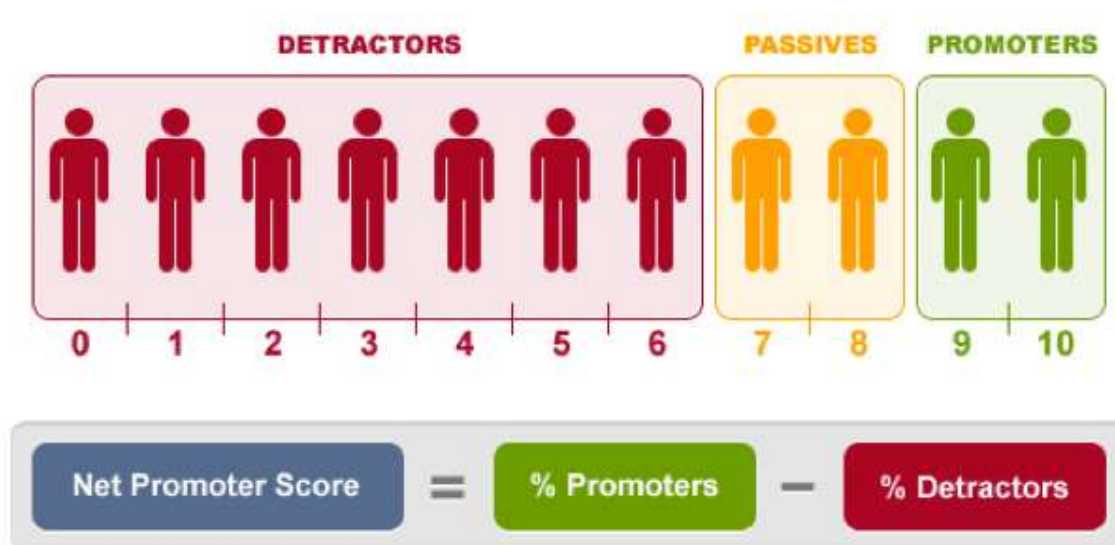 DETRACTORS PASSIVES PROMOTERS
0 1 2 3 4 5 6 7 8 9 10
Net Promoter Score = % Promoters − % Detractors